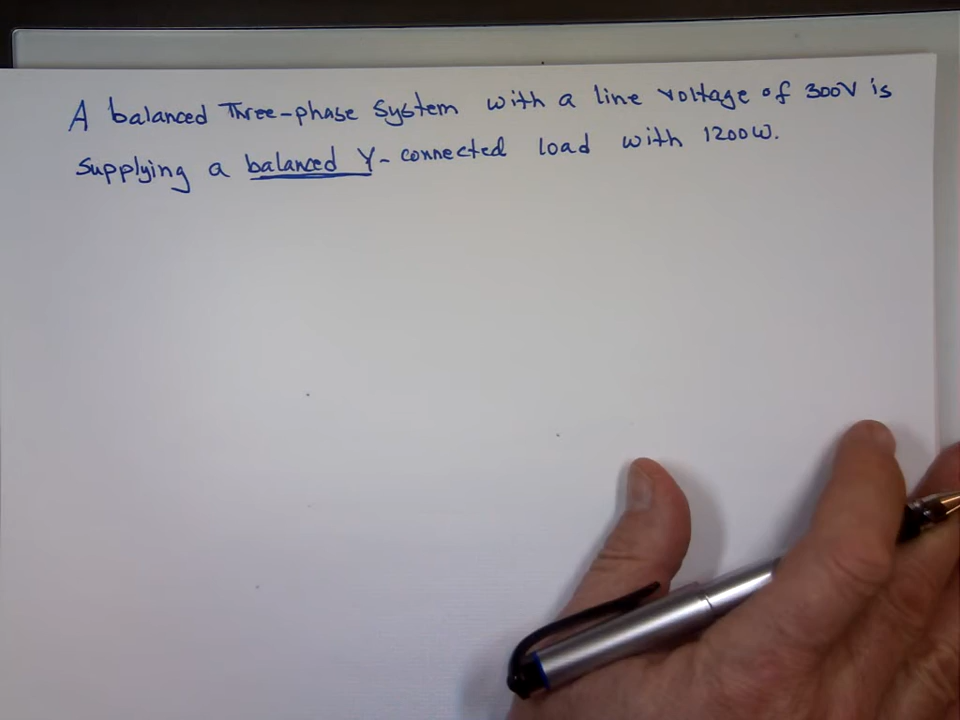 A balanced Three-phase System with a line voltage of 300V is
Supplying a balanced Y-connected load with 1200W.